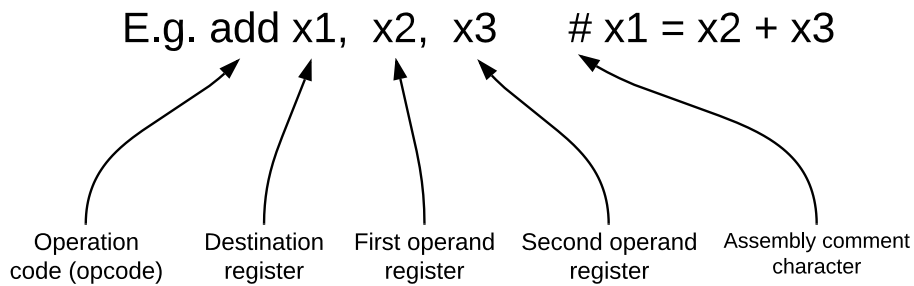 E.g. add x1, x2, x3 # x1 = x2 + x3
Operation
code (opcode)
Destination
register
First operand
register
Second operand
register
Assembly comment
character